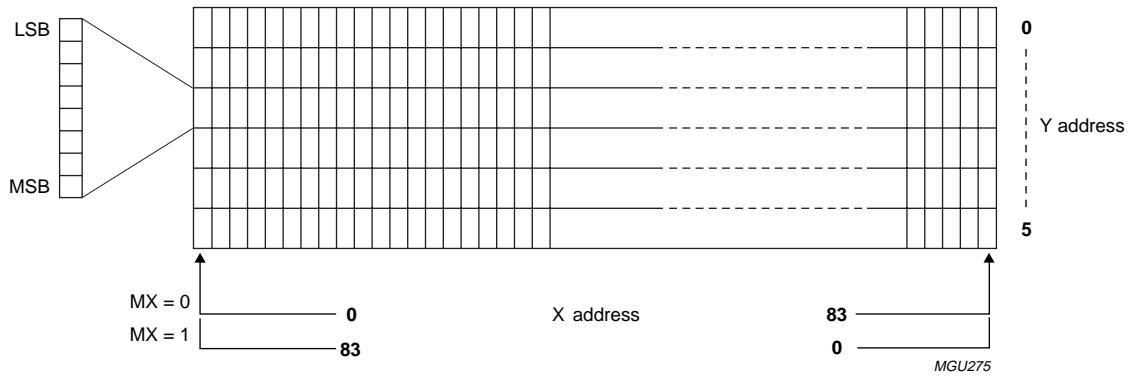 LSB
0
Y address
MSB
5
MX = 0
0
X address
83
MX = 1
83
0
MGU275